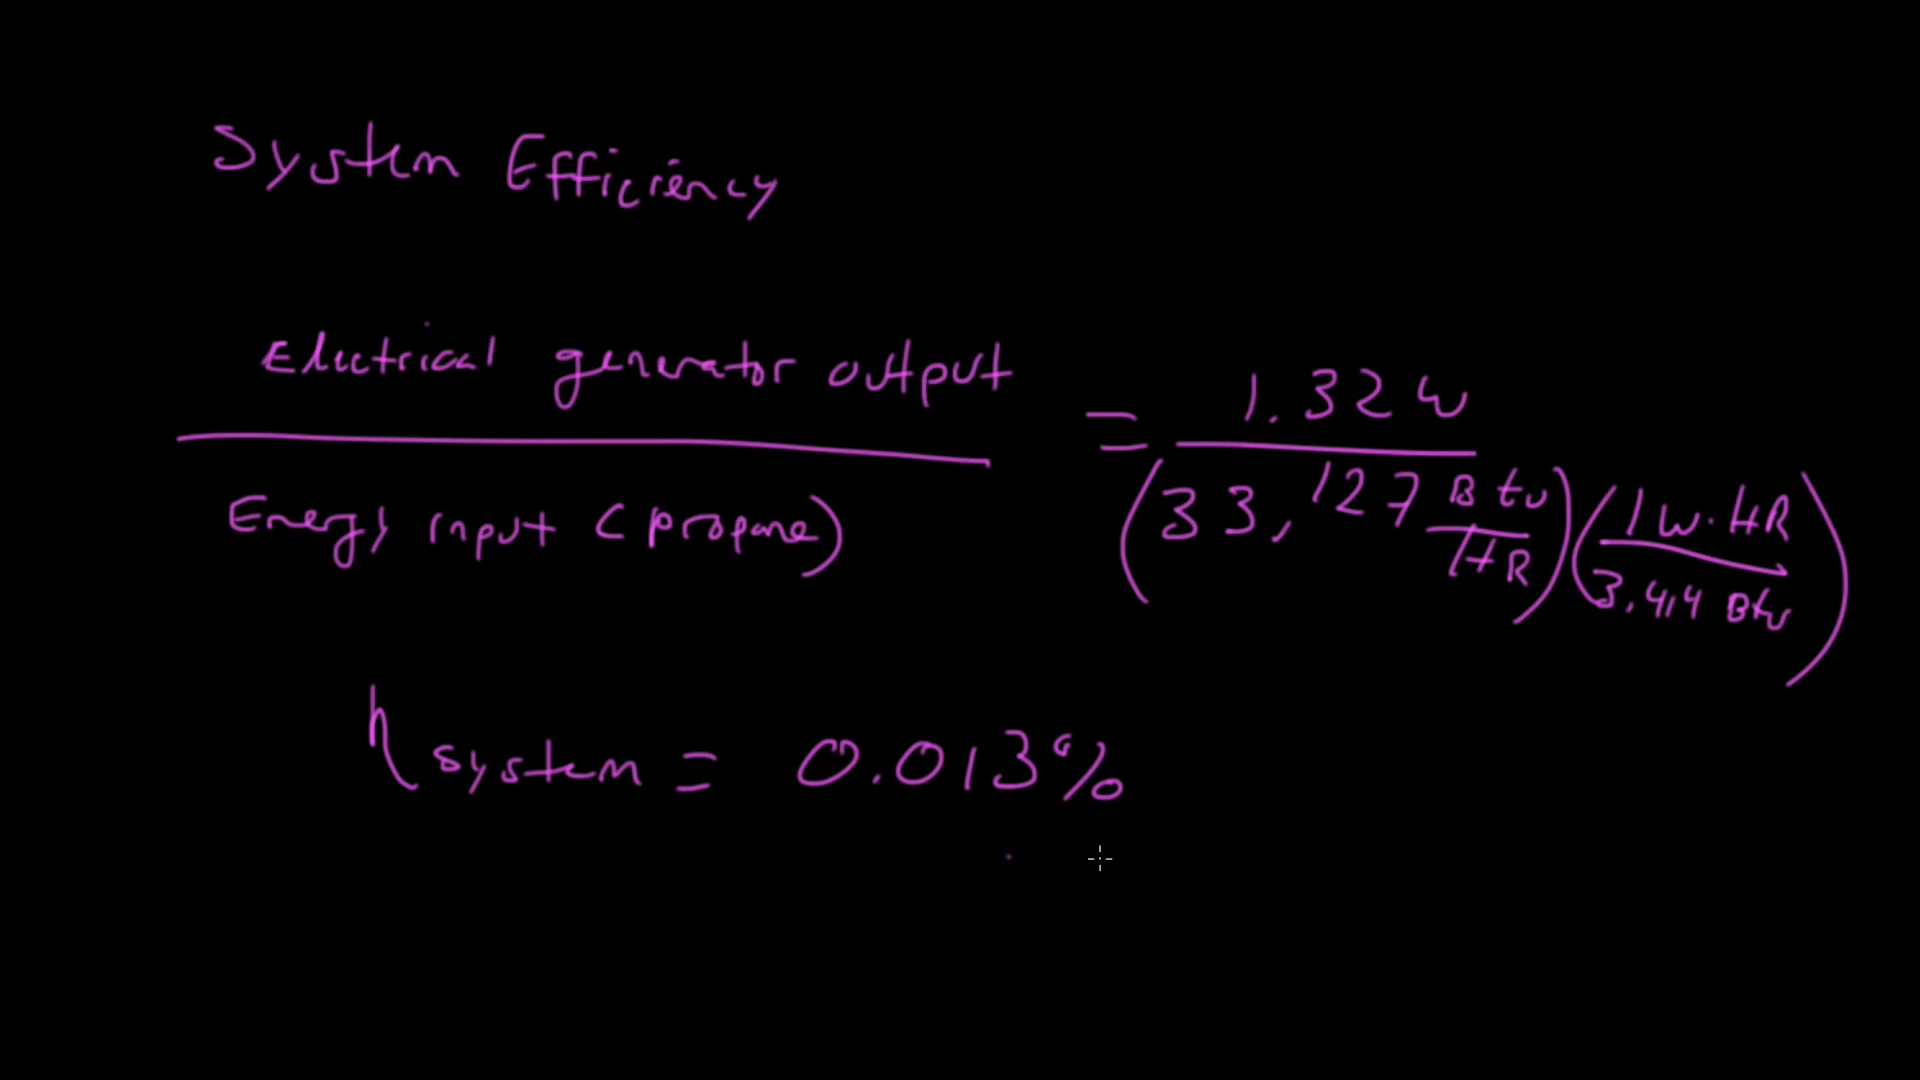 System Efficiency
Electrical generator output
Energy input (propane)
= 1.32 W
(33,127 Btu/HR) (1 W·HR/3.414 Btu)
η system = 0.013%